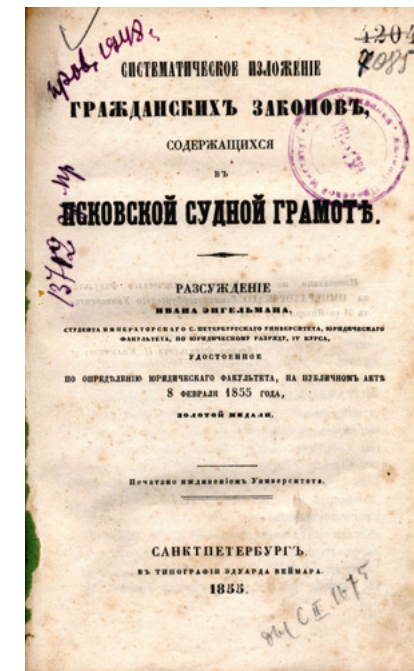 4204
7085
пров. 1948г.
СИСТЕМАТИЧЕСКОЕ ИЗЛОЖЕНІЕ
ГРАЖДАНСКИХЪ ЗАКОНОВЪ,
СОДЕРЖАЩИХСЯ
ВЪ
ПСКОВСКОЙ СУДНОЙ ГРАМОТѢ.
РАЗСУЖДЕНІЕ
ИВАНА ЭНГЕЛЬМАНА,
СТУДЕНТА ИМПЕРАТОРСКАГО С. ПЕТЕРБУРГСКАГО УНИВЕРСИТЕТА, ЮРИДИЧЕСКАГО
ФАКУЛЬТЕТА, ПО ЮРИДИЧЕСКОМУ РАЗРЯДУ, IV КУРСА,
УДОСТОЕННОЕ
ПО ОПРЕДѢЛЕНІЮ ЮРИДИЧЕСКАГО ФАКУЛЬТЕТА, НА ПУБЛИЧНОМЪ АКТѢ
8 ФЕВРАЛЯ 1855 ГОДА,
ЗОЛОТОЙ МЕДАЛИ.
Печатано иждивеніемъ Университета.
САНКТПЕТЕРБУРГЪ.
ВЪ ТИПОГРАФІИ ЭДУАРДА ВЕЙМАРА.
1855.